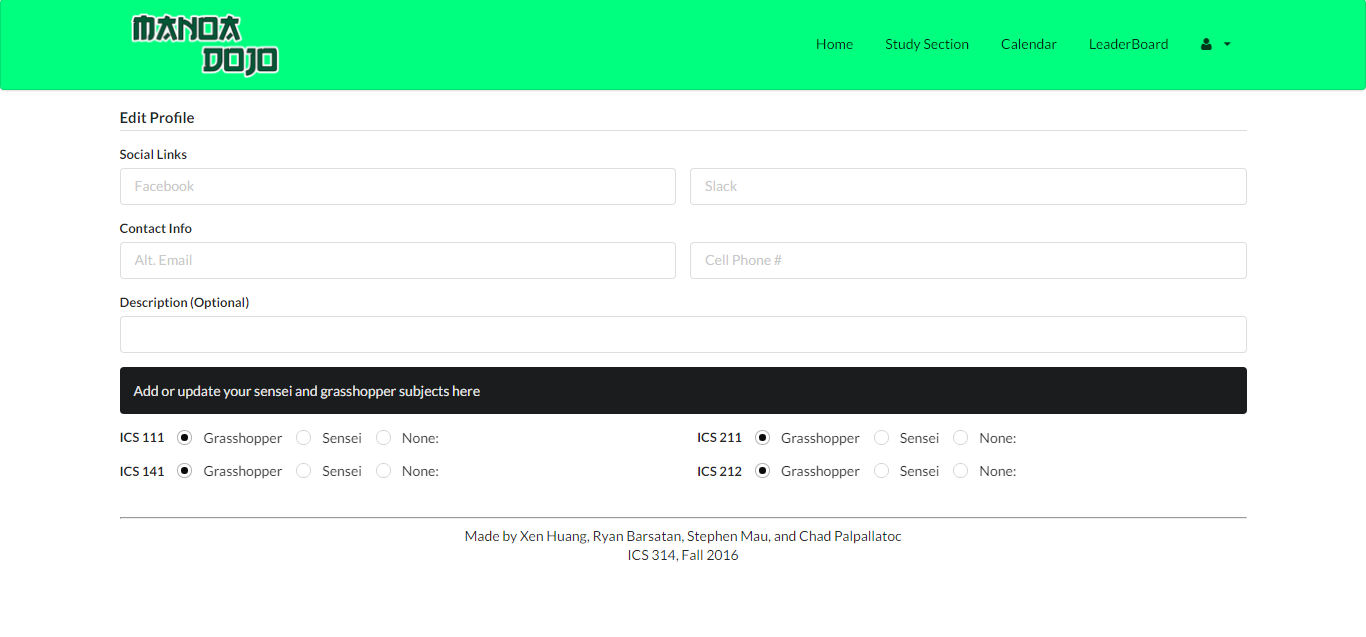 MANOA
DOJO
Home Study Section Calendar LeaderBoard
Edit Profile
Social Links
Facebook Slack
Contact Info
Alt. Email Cell Phone #
Description (Optional)
Add or update your sensei and grasshopper subjects here
ICS 111 Grasshopper Sensei None: ICS 211 Grasshopper Sensei None:
ICS 141 Grasshopper Sensei None: ICS 212 Grasshopper Sensei None:
Made by Xen Huang, Ryan Barsatan, Stephen Mau, and Chad Palpallatoc
ICS 314, Fall 2016